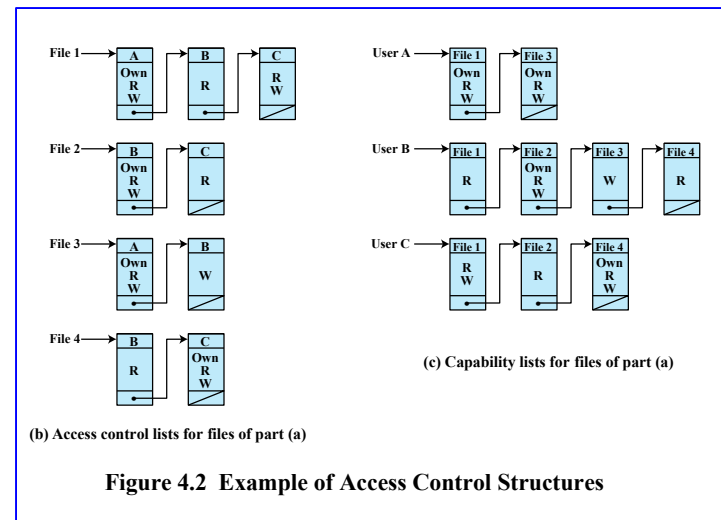 File 1
A
Own
R
W
B
R
C
R
W
File 2
B
Own
R
W
C
R
File 3
A
Own
R
W
B
W
File 4
B
R
C
Own
R
W
(b) Access control lists for files of part (a)
User A
File 1
Own
R
W
File 3
Own
R
W
User B
File 1
R
File 2
Own
R
W
File 3
W
File 4
R
User C
File 1
R
W
File 2
R
File 4
Own
R
W
(c) Capability lists for files of part (a)
Figure 4.2 Example of Access Control Structures